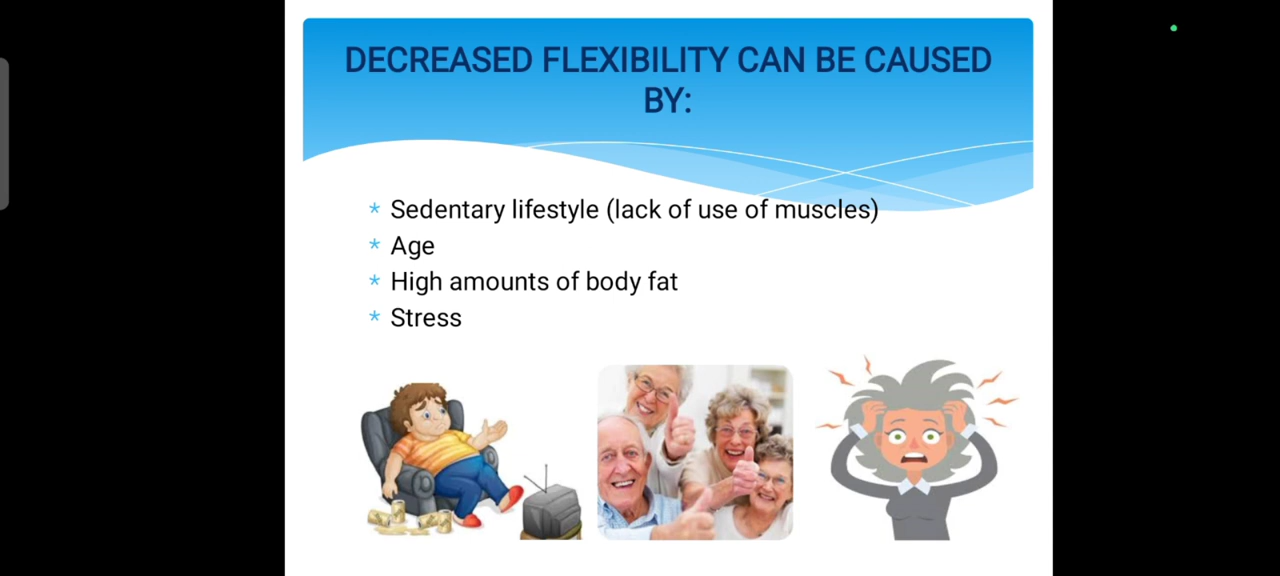 DECREASED FLEXIBILITY CAN BE CAUSED
BY:
* Sedentary lifestyle (lack of use of muscles)
* Age
* High amounts of body fat
* Stress